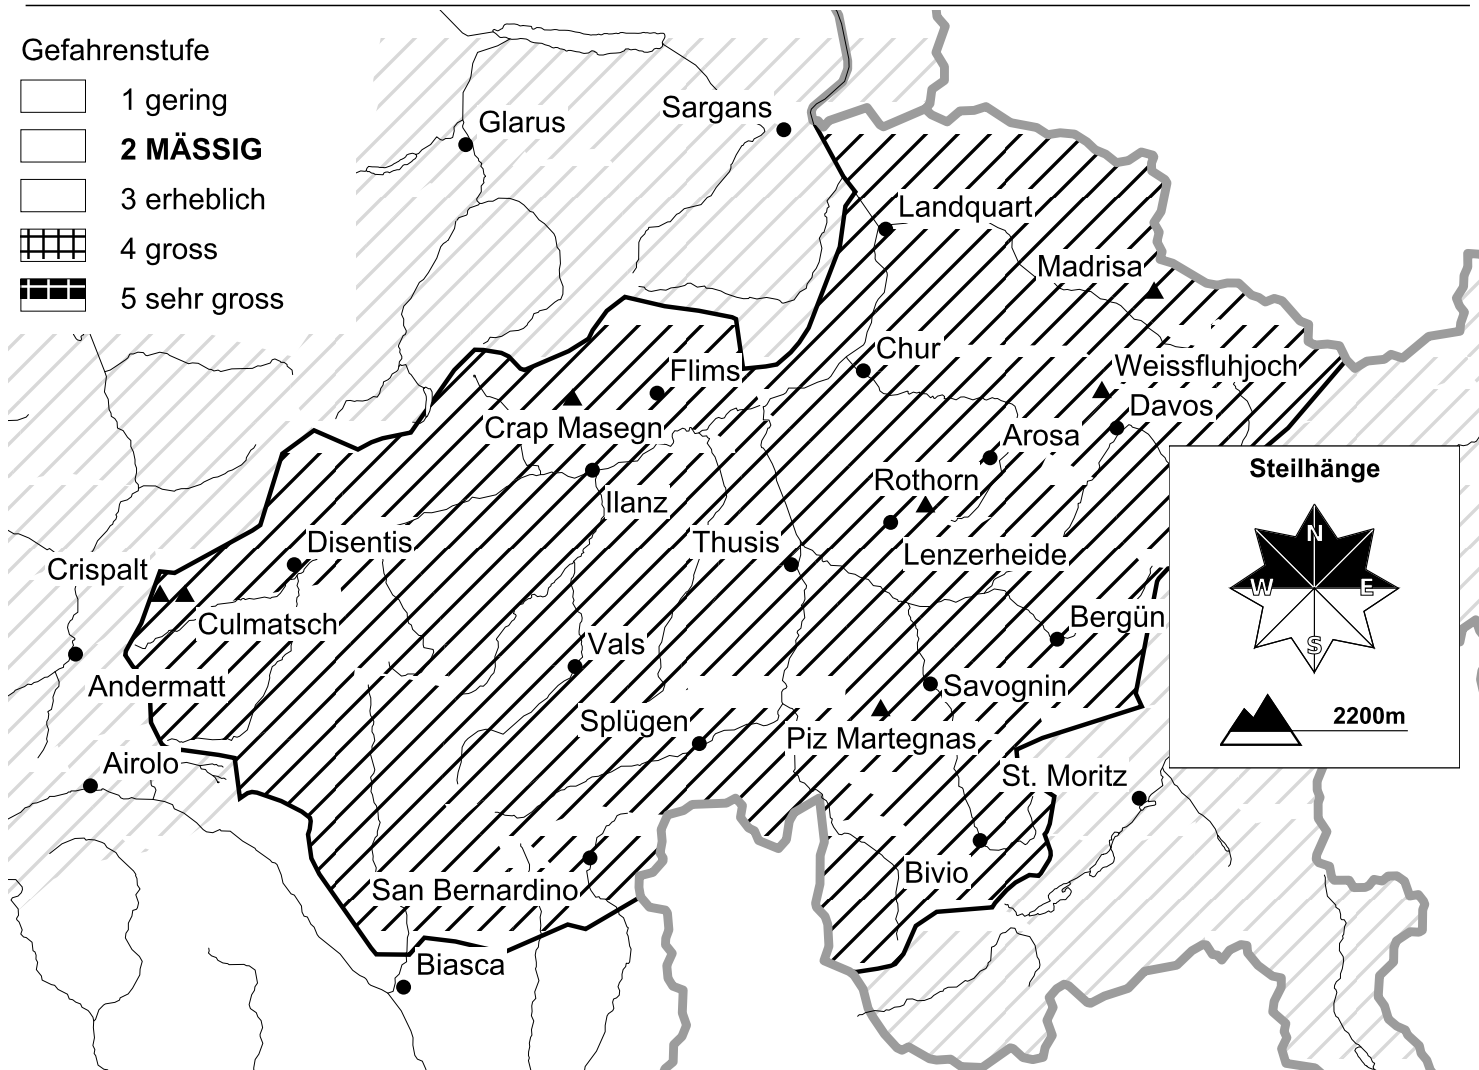 Gefahrenstufe
1 gering
2 MÄSSIG
3 erheblich
4 gross
5 sehr gross
Glarus
Sargans
Landquart
Madrisa
Chur
Weissfluhjoch
Flims
Davos
Crap Masegn
Arosa
Rothorn
Ilanz
Disentis
Thusis
Lenzerheide
Crispalt
Culmatsch
Bergün
Vals
Andermatt
Savognin
Splügen
Piz Martegnas
Airolo
St. Moritz
Bivio
San Bernardino
Biasca
Steilhänge
N
W
E
S
2200m